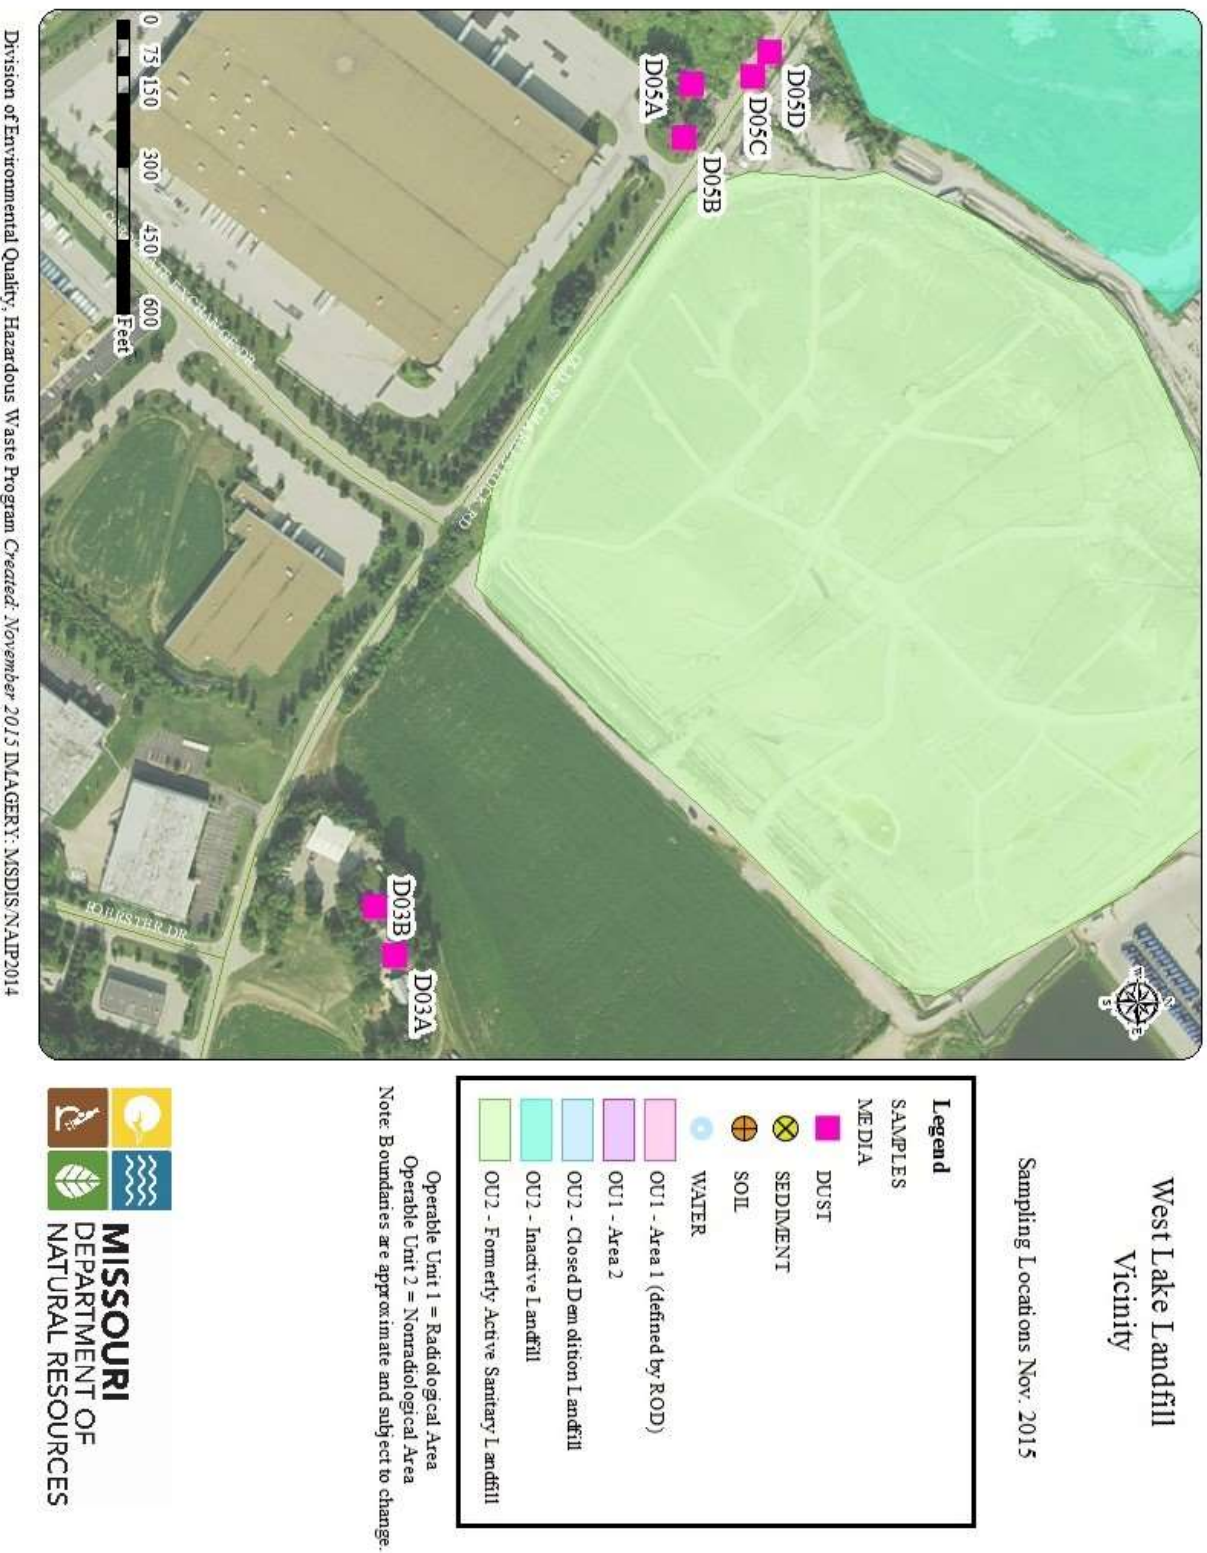 West Lake Landfill
Vicinity
Sampling Locations Nov. 2015
Legend
SAMPLES
MEDIA
DUST
SEDIMENT
SOIL
WATER
OU1 - Area 1 (defined by ROD)
OU1 - Area 2
OU2 - Closed Demolition Landfill
OU2 - Inactive Landfill
OU2 - Formerly Active Sanitary Landfill
Operable Unit 1 = Radiological Area
Operable Unit 2 = Nonradiological Area
Note: Boundaries are approximate and subject to change.
MISSOURI
DEPARTMENT OF
NATURAL RESOURCES
N
W
E
S
D05D
D05C
D05A
D05B
D03B
D03A
ROCK RD
FOERSTER DR
0 75 150 300 450 600
Feet
Division of Environmental Quality, Hazardous Waste Program Created: November 2015 IMAGERY: MSDIS/NAIP2014